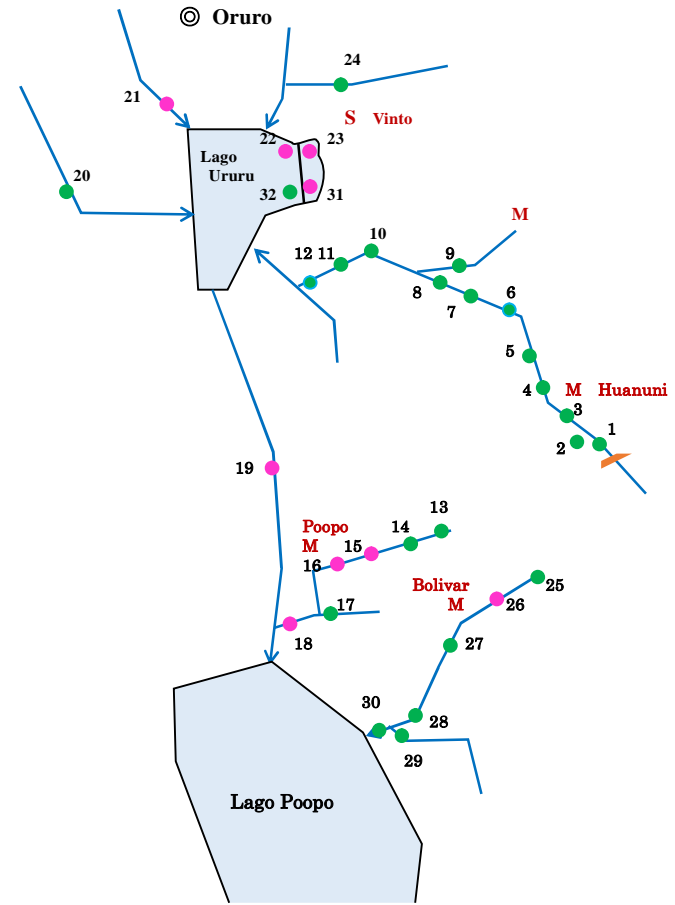 Oruro
24
21
S Vinto
22 23
Lago
Ururu
20
32 31
M
10
12 11 9
8 6
7
5
4 M Huanuni
3
1
2
19
13
Poopo
M 15 14
16
Bolivar
M
25
26
17
18
27
30
28
29
Lago Poopo